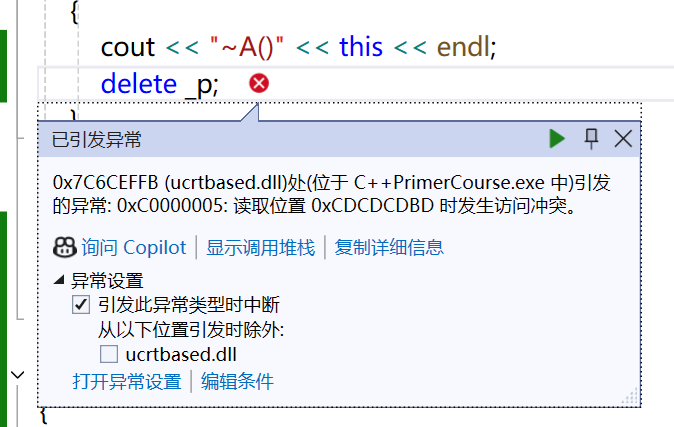 {
cout << "~A()" << this << endl;
delete _p;
}
已引发异常
0x7C6CEFFB (ucrtbased.dll)处(位于 C++PrimerCourse.exe 中)引发
的异常: 0xC0000005: 读取位置 0xCDCDCDBD 时发生访问冲突。
询问 Copilot | 显示调用堆栈 | 复制详细信息
异常设置
引发此异常类型时中断
从以下位置引发时除外:
ucrtbased.dll
打开异常设置 | 编辑条件
{